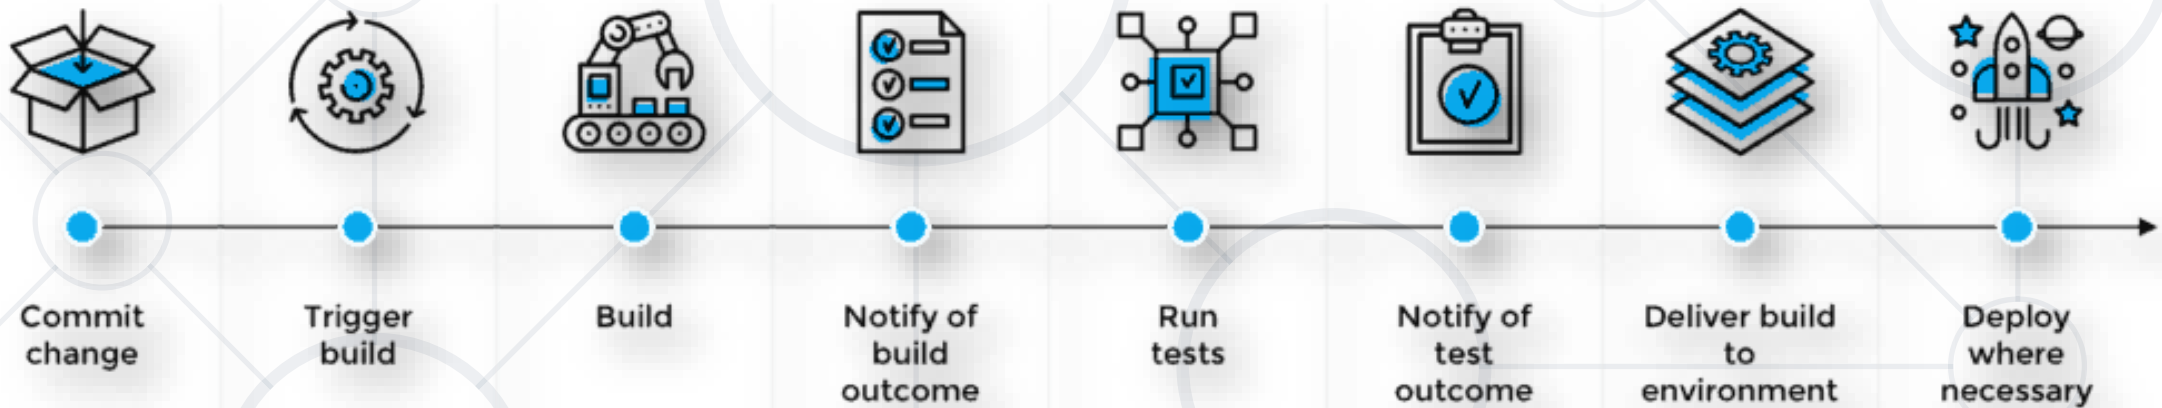 Commit
change
Trigger
build
Build
Notify of
build
outcome
Run
tests
Notify of
test
outcome
Deliver build
to
environment
Deploy
where
necessary